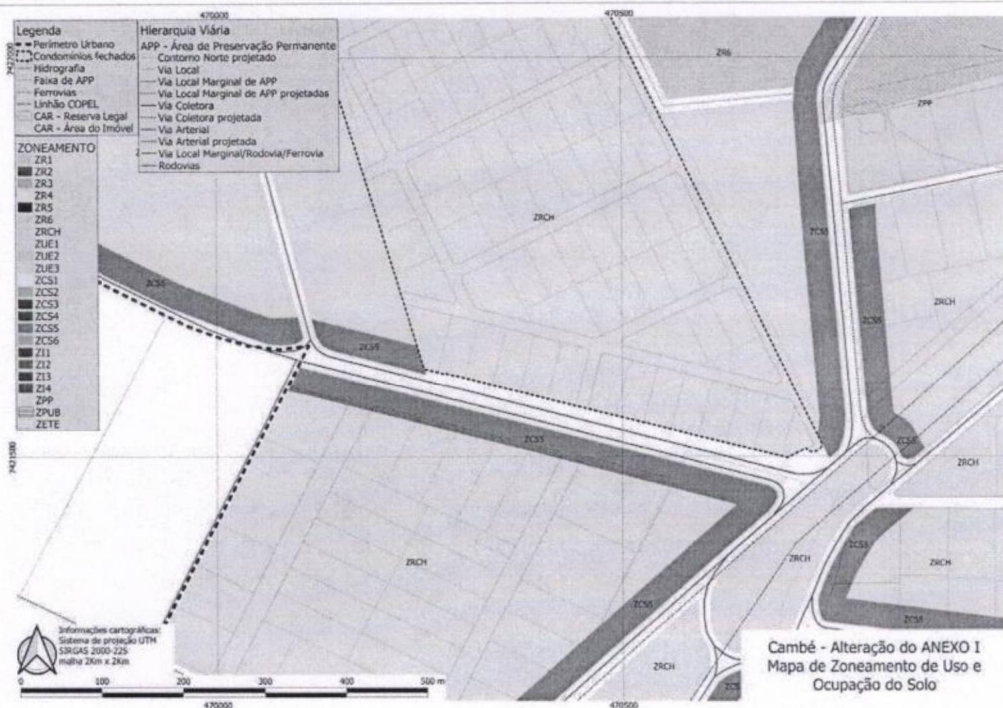 470000
470500
Legenda
Perímetro Urbano
Condomínios fechados
Hidrografia
Faixa de APP
Ferrovias
Linhão COPEL
CAR - Reserva Legal
CAR - Área do Imóvel
Hierarquia Viária
APP - Área de Preservação Permanente
Contorno Norte projetado
Via Local
Via Local Marginal de APP
Via Local Marginal de APP projetadas
Via Coletora
Via Coletora projetada
Via Arterial
Via Arterial projetada
Via Local Marginal/Rodovia/Ferrovia
Rodovias
ZONEAMENTO
ZR1
ZR2
ZR3
ZR4
ZR5
ZR6
ZRCH
ZUE1
ZUE2
ZUE3
ZCS1
ZCS2
ZCS3
ZCS4
ZCS5
ZCS6
ZI1
ZI2
ZI3
ZI4
ZPP
ZPUB
ZETE
7422000
7421500
ZR6
ZPP
ZRCH
ZCS5
ZRCH
ZCS5
ZCS5
ZCS5
ZCS5
ZCS5
ZRCH
ZRCH
ZRCH
ZCS5
ZRCH
ZCS5
ZCS5
ZRCH
Informações cartográficas:
Sistema de projeção UTM
SIRGAS 2000-22S
malha 2Km x 2Km
0 100 200 300 400 500 m
470000
470500
Cambé - Alteração do ANEXO I
Mapa de Zoneamento de Uso e
Ocupação do Solo